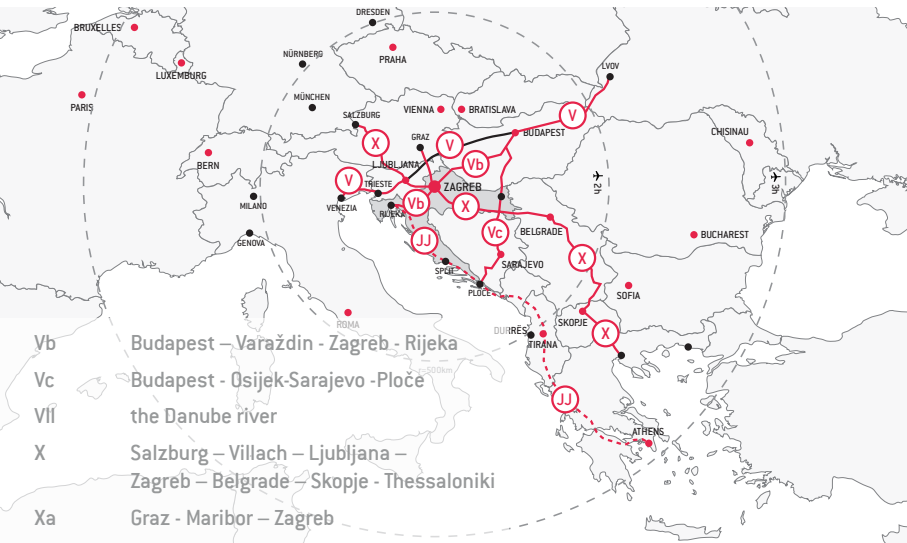 DRESDEN
BRUXELLES
NÜRNBERG
PRAHA
LUXEMBURG
LVOV
PARIS
MÜNCHEN
SALZBURG
VIENNA
BRATISLAVA
V
CHISINAU
GRAZ
BUDAPEST
X
V
BERN
LJUBLJANA
Vb
V
TRIESTE
ZAGREB
2h
3h
MILANO
VENEZIA
RIJEKA
Vb
X
GENOVA
JJ
Vc
BELGRADE
BUCHAREST
SPLIT
SARAJEVO
X
PLOČE
SOFIA
ROMA
DURRËS
SKOPJE
TIRANA
X
r=500km
JJ
ATHENS
Vb Budapest – Varaždin - Zagreb - Rijeka
Vc Budapest - Osijek-Sarajevo -Ploče
VII the Danube river
X Salzburg – Villach – Ljubljana –
Zagreb – Belgrade – Skopje - Thessaloniki
Xa Graz - Maribor – Zagreb